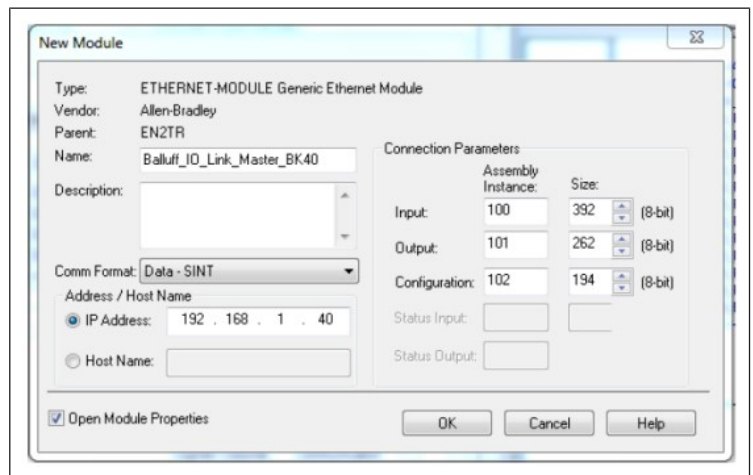 New Module
Type: ETHERNET-MODULE Generic Ethernet Module
Vendor: Allen-Bradley
Parent: EN2TR
Name: Balluff_IO_Link_Master_BK40
Description:
Comm Format: Data - SINT
Address / Host Name
IP Address: 192 . 168 . 1 . 40
Host Name:
Connection Parameters
Assembly Instance: Size:
Input: 100 392 (8-bit)
Output: 101 262 (8-bit)
Configuration: 102 194 (8-bit)
Status Input:
Status Output:
Open Module Properties
OK Cancel Help